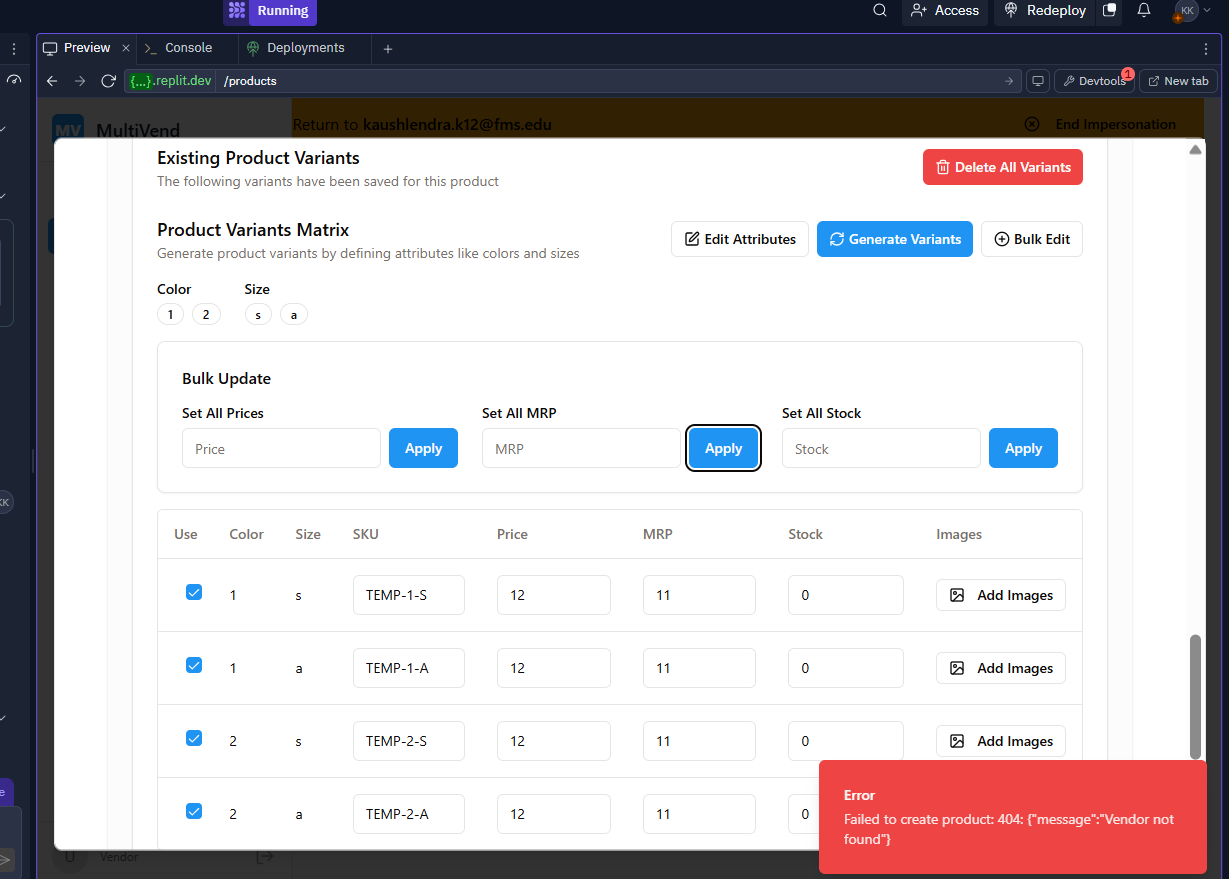 Running
Access
Redeploy
KK
Preview
Console
Deployments
{...}.replit.dev
/products
Devtools
1
New tab
MV
MultiVend
Return to kaushlendra.k12@fms.edu
End Impersonation
Existing Product Variants
The following variants have been saved for this product
Delete All Variants
Product Variants Matrix
Generate product variants by defining attributes like colors and sizes
Edit Attributes
Generate Variants
Bulk Edit
Color
Size
1
2
s
a
Bulk Update
Set All Prices
Set All MRP
Set All Stock
Price
Apply
MRP
Apply
Stock
Apply
Use Color Size SKU Price MRP Stock Images
1 s TEMP-1-S 12 11 0 Add Images
1 a TEMP-1-A 12 11 0 Add Images
2 s TEMP-2-S 12 11 0 Add Images
2 a TEMP-2-A 12 11 0
Error
Failed to create product: 404: {"message":"Vendor not
found"}
U
Vendor
KK
e